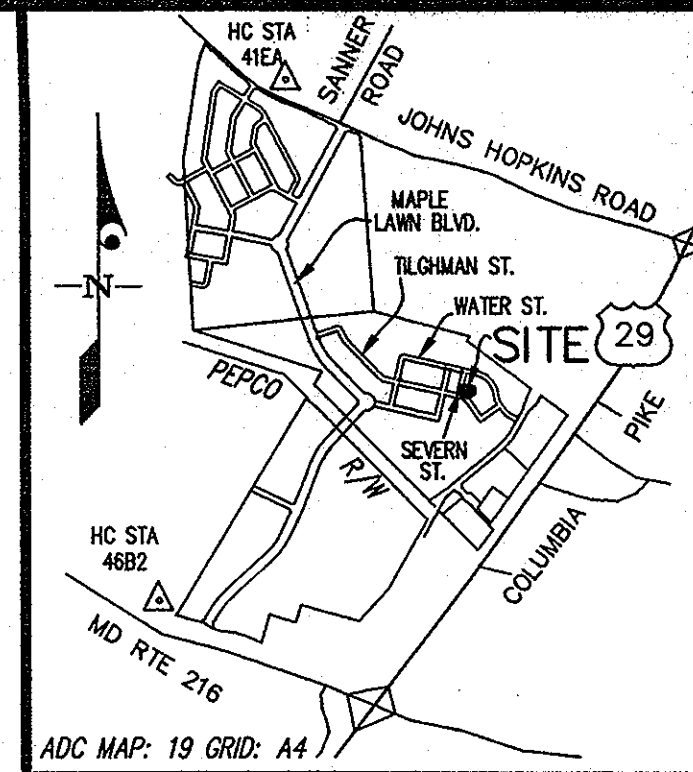 HC STA
41EA
SANNER
ROAD
JOHNS HOPKINS ROAD
MAPLE
LAWN BLVD.
TILGHMAN ST.
WATER ST.
SITE
29
N
PEPCO
R/W
SEVERN
ST.
PIKE
COLUMBIA
HC STA
46B2
MD RTE 216
ADC MAP: 19 GRID: A4